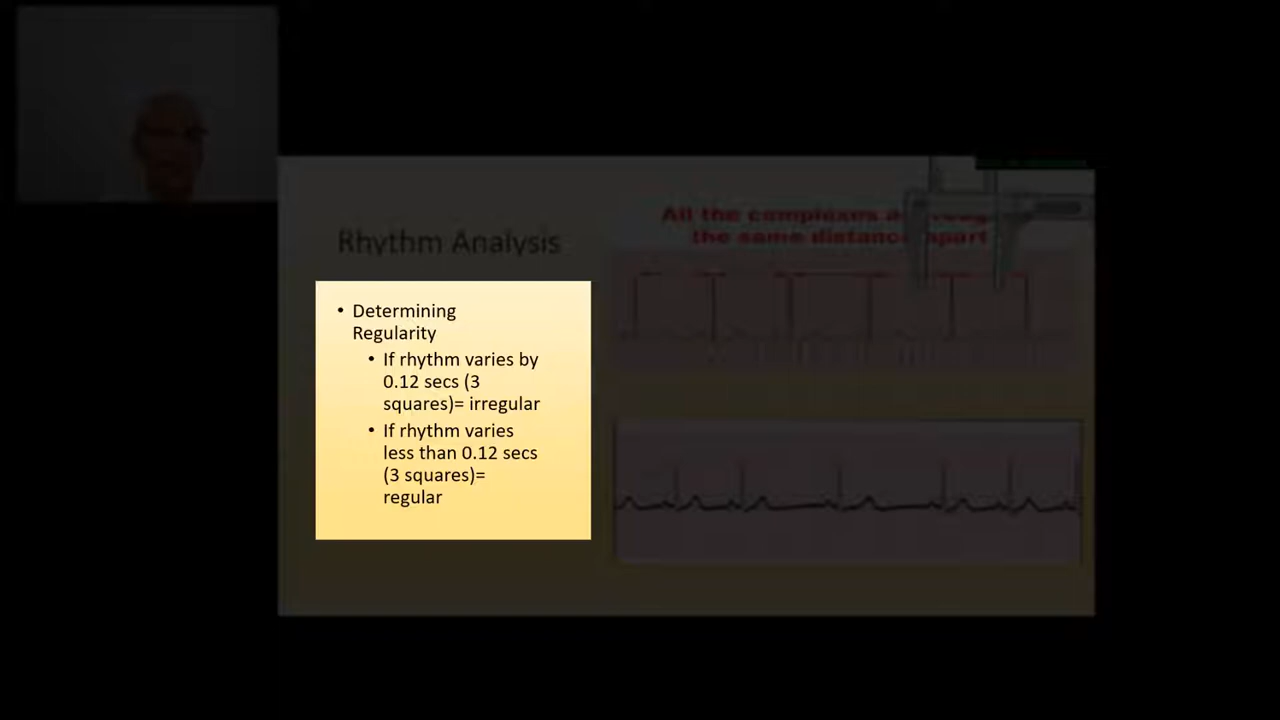 All the complexes are
the same distance apart
Rhythm Analysis
• Determining
Regularity
• If rhythm varies by
0.12 secs (3
squares)= irregular
• If rhythm varies
less than 0.12 secs
(3 squares)=
regular